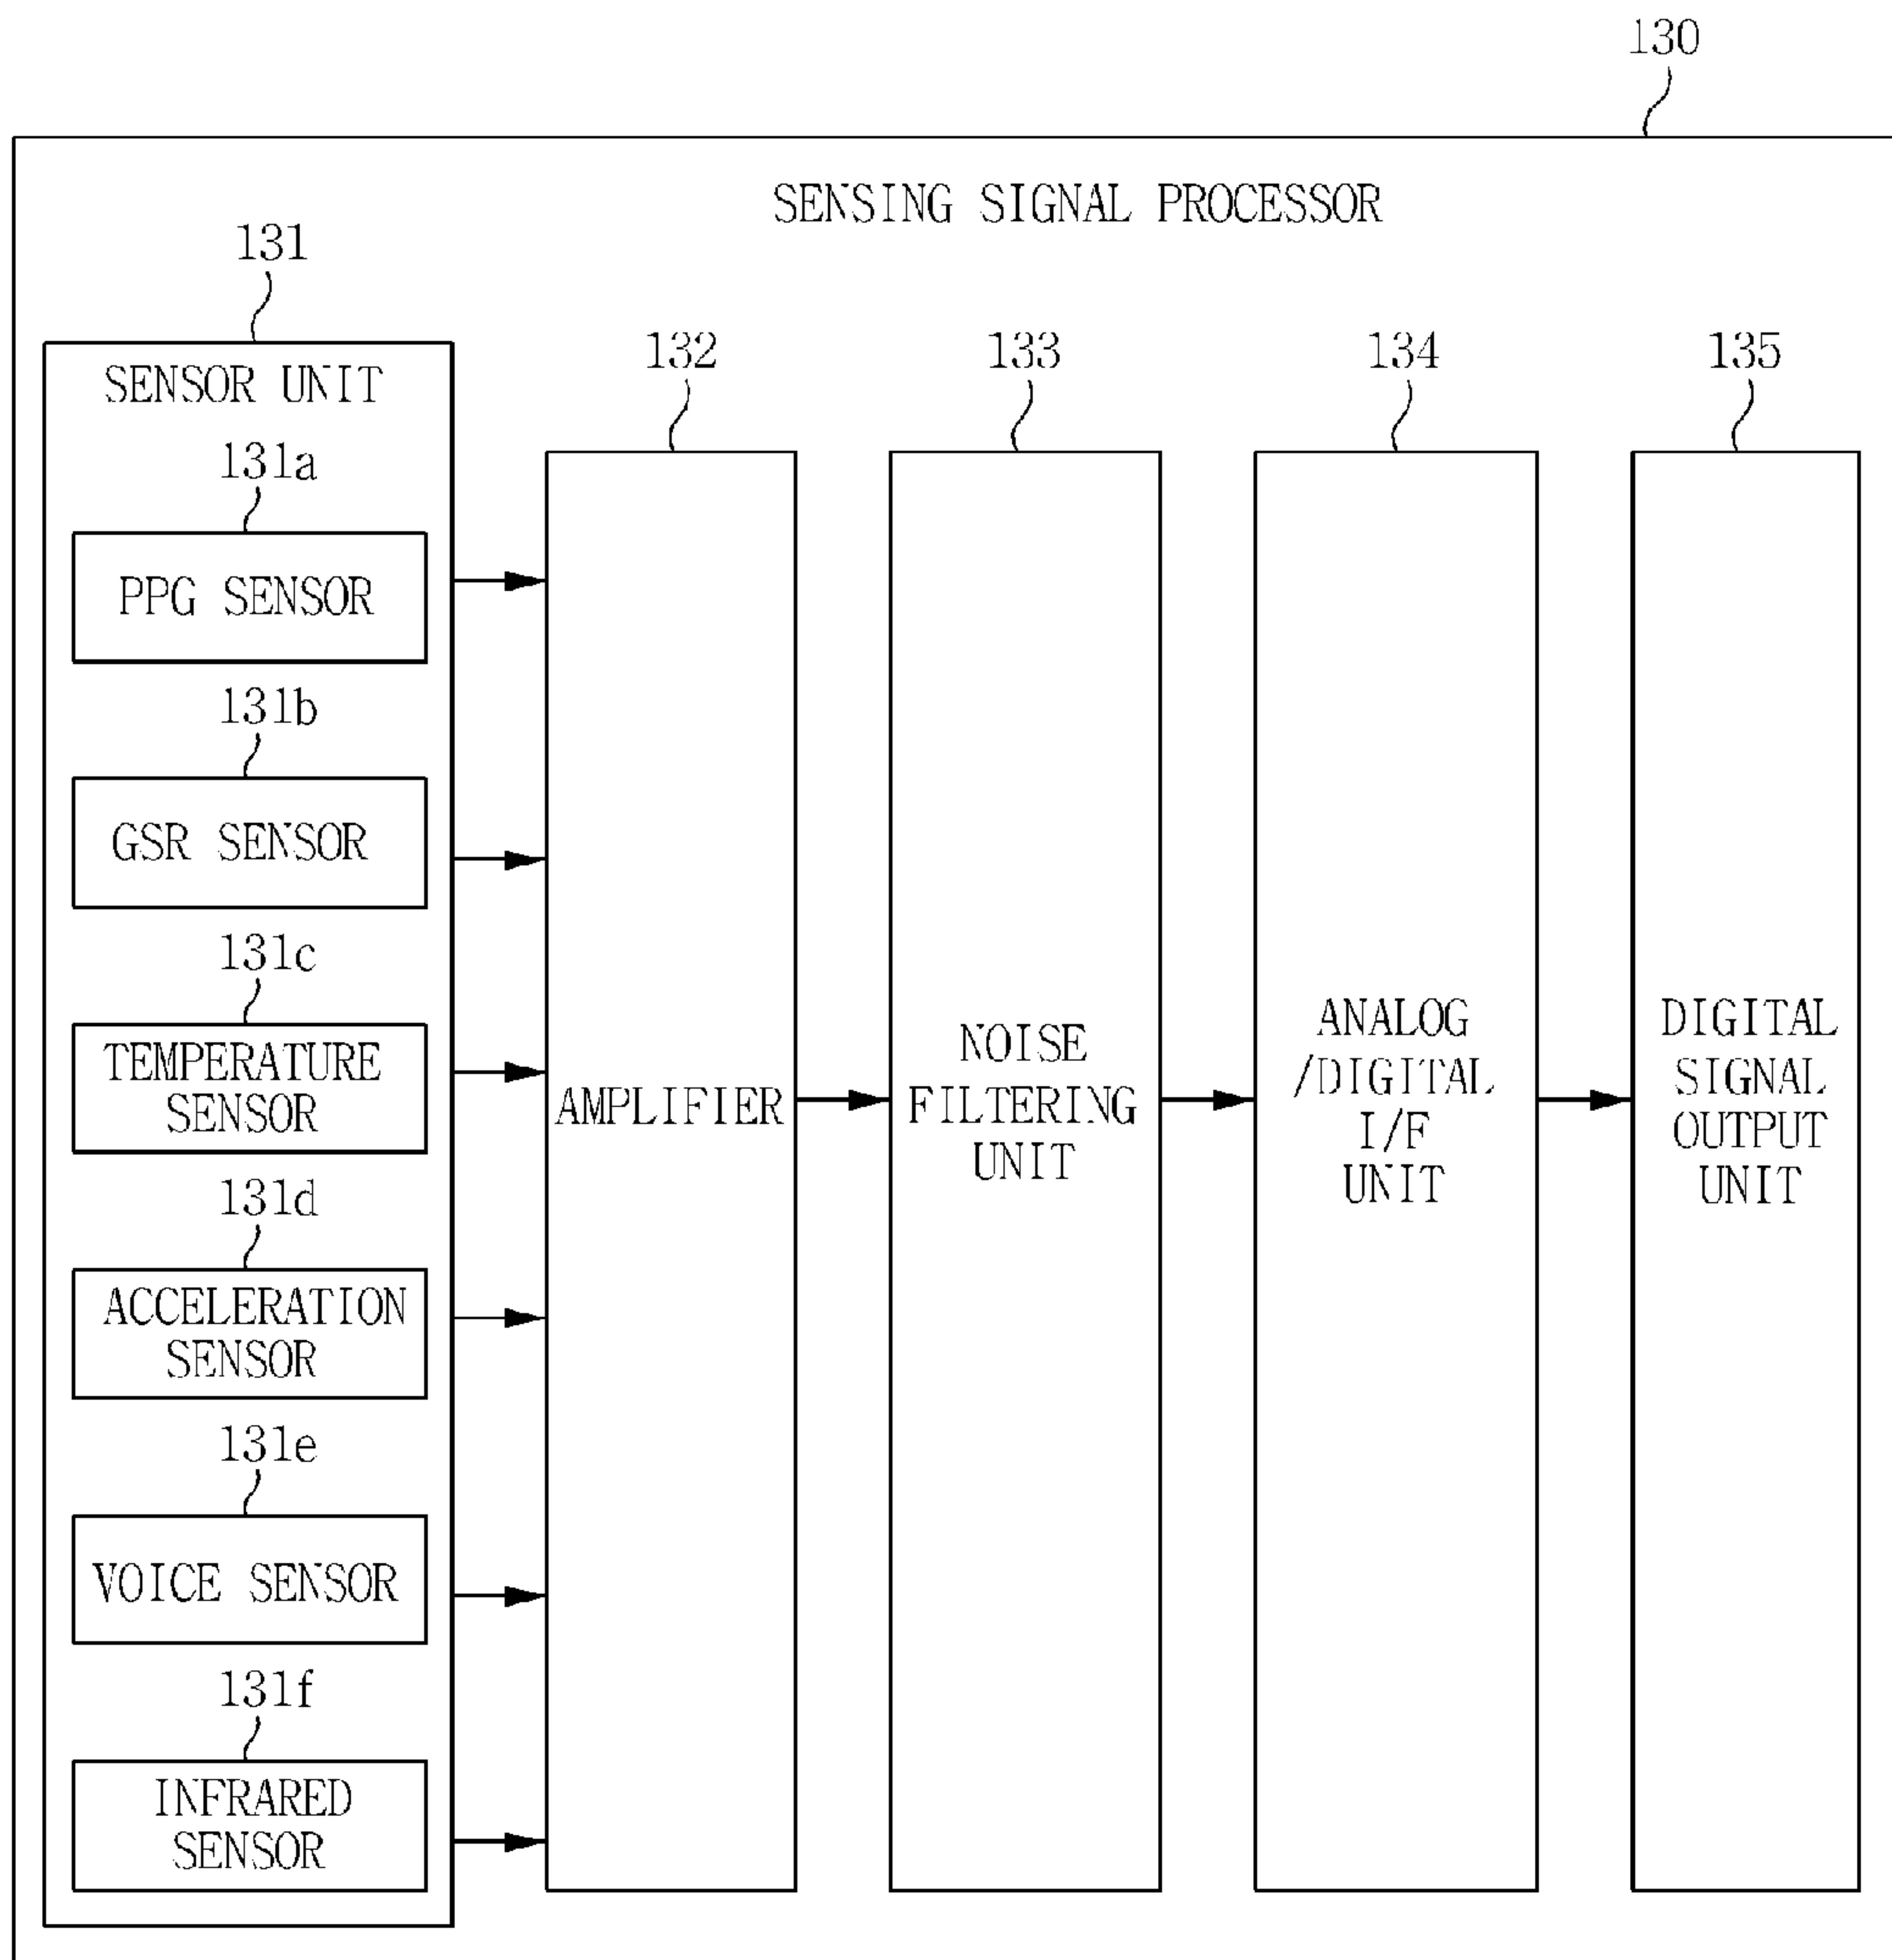 130
SENSING SIGNAL PROCESSOR
131
SENSOR UNIT
131a
PPG SENSOR
131b
GSR SENSOR
131c
TEMPERATURE
SENSOR
131d
ACCELERATION
SENSOR
131e
VOICE SENSOR
131f
INFRARED
SENSOR
132
AMPLIFIER
133
NOISE
FILTERING
UNIT
134
ANALOG
/DIGITAL
I/F
UNIT
135
DIGITAL
SIGNAL
OUTPUT
UNIT